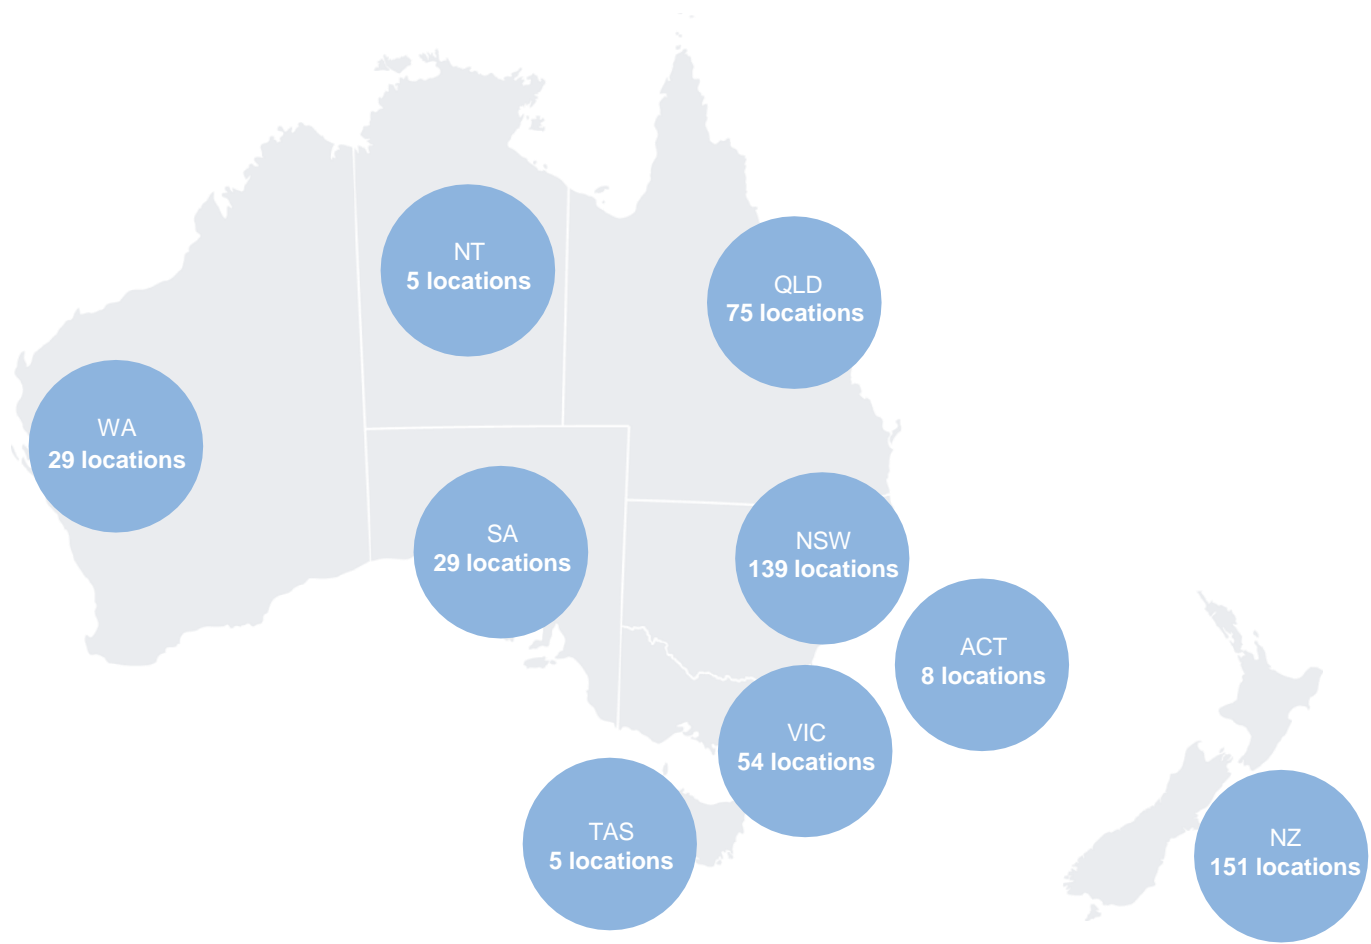 NT
5 locations
QLD
75 locations
WA
29 locations
SA
29 locations
NSW
139 locations
ACT
8 locations
VIC
54 locations
TAS
5 locations
NZ
151 locations